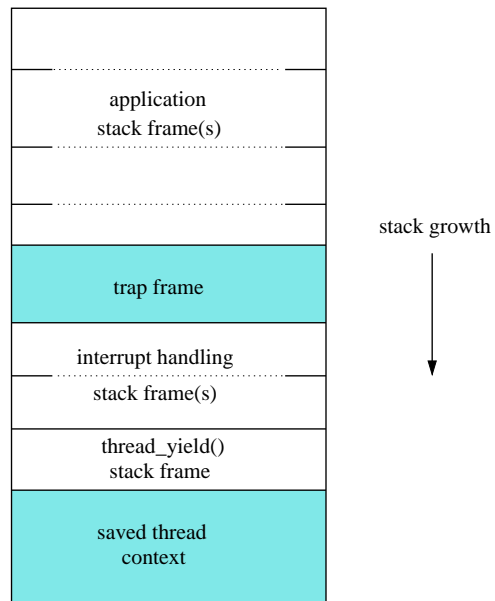 application
stack frame(s)
stack growth
trap frame
interrupt handling
stack frame(s)
thread_yield()
stack frame
saved thread
context